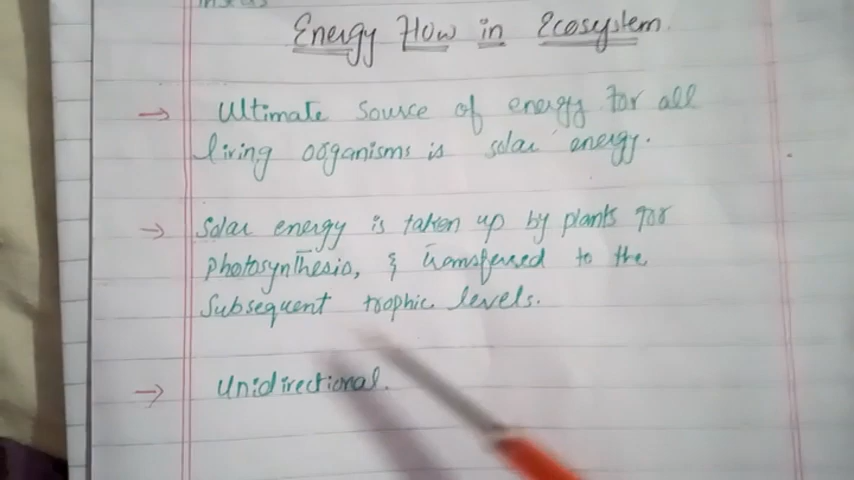 Energy Flow in Ecosystem
→ Ultimate source of energy for all
living organisms is solar energy.
→ Solar energy is taken up by plants for
photosynthesis, & transferred to the
subsequent trophic levels.
→ Unidirectional.